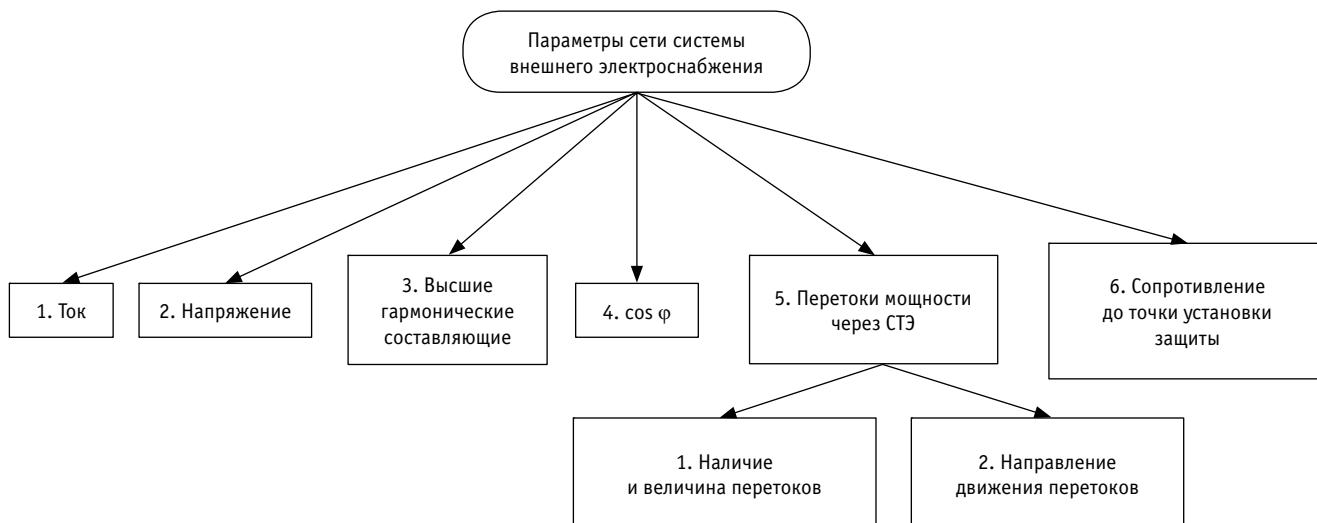 Параметры сети системы
внешнего электроснабжения
1. Ток
2. Напряжение
3. Высшие
гармонические
составляющие
4. cos φ
5. Перетоки мощности
через СТЭ
6. Сопротивление
до точки установки
защиты
1. Наличие
и величина перетоков
2. Направление
движения перетоков